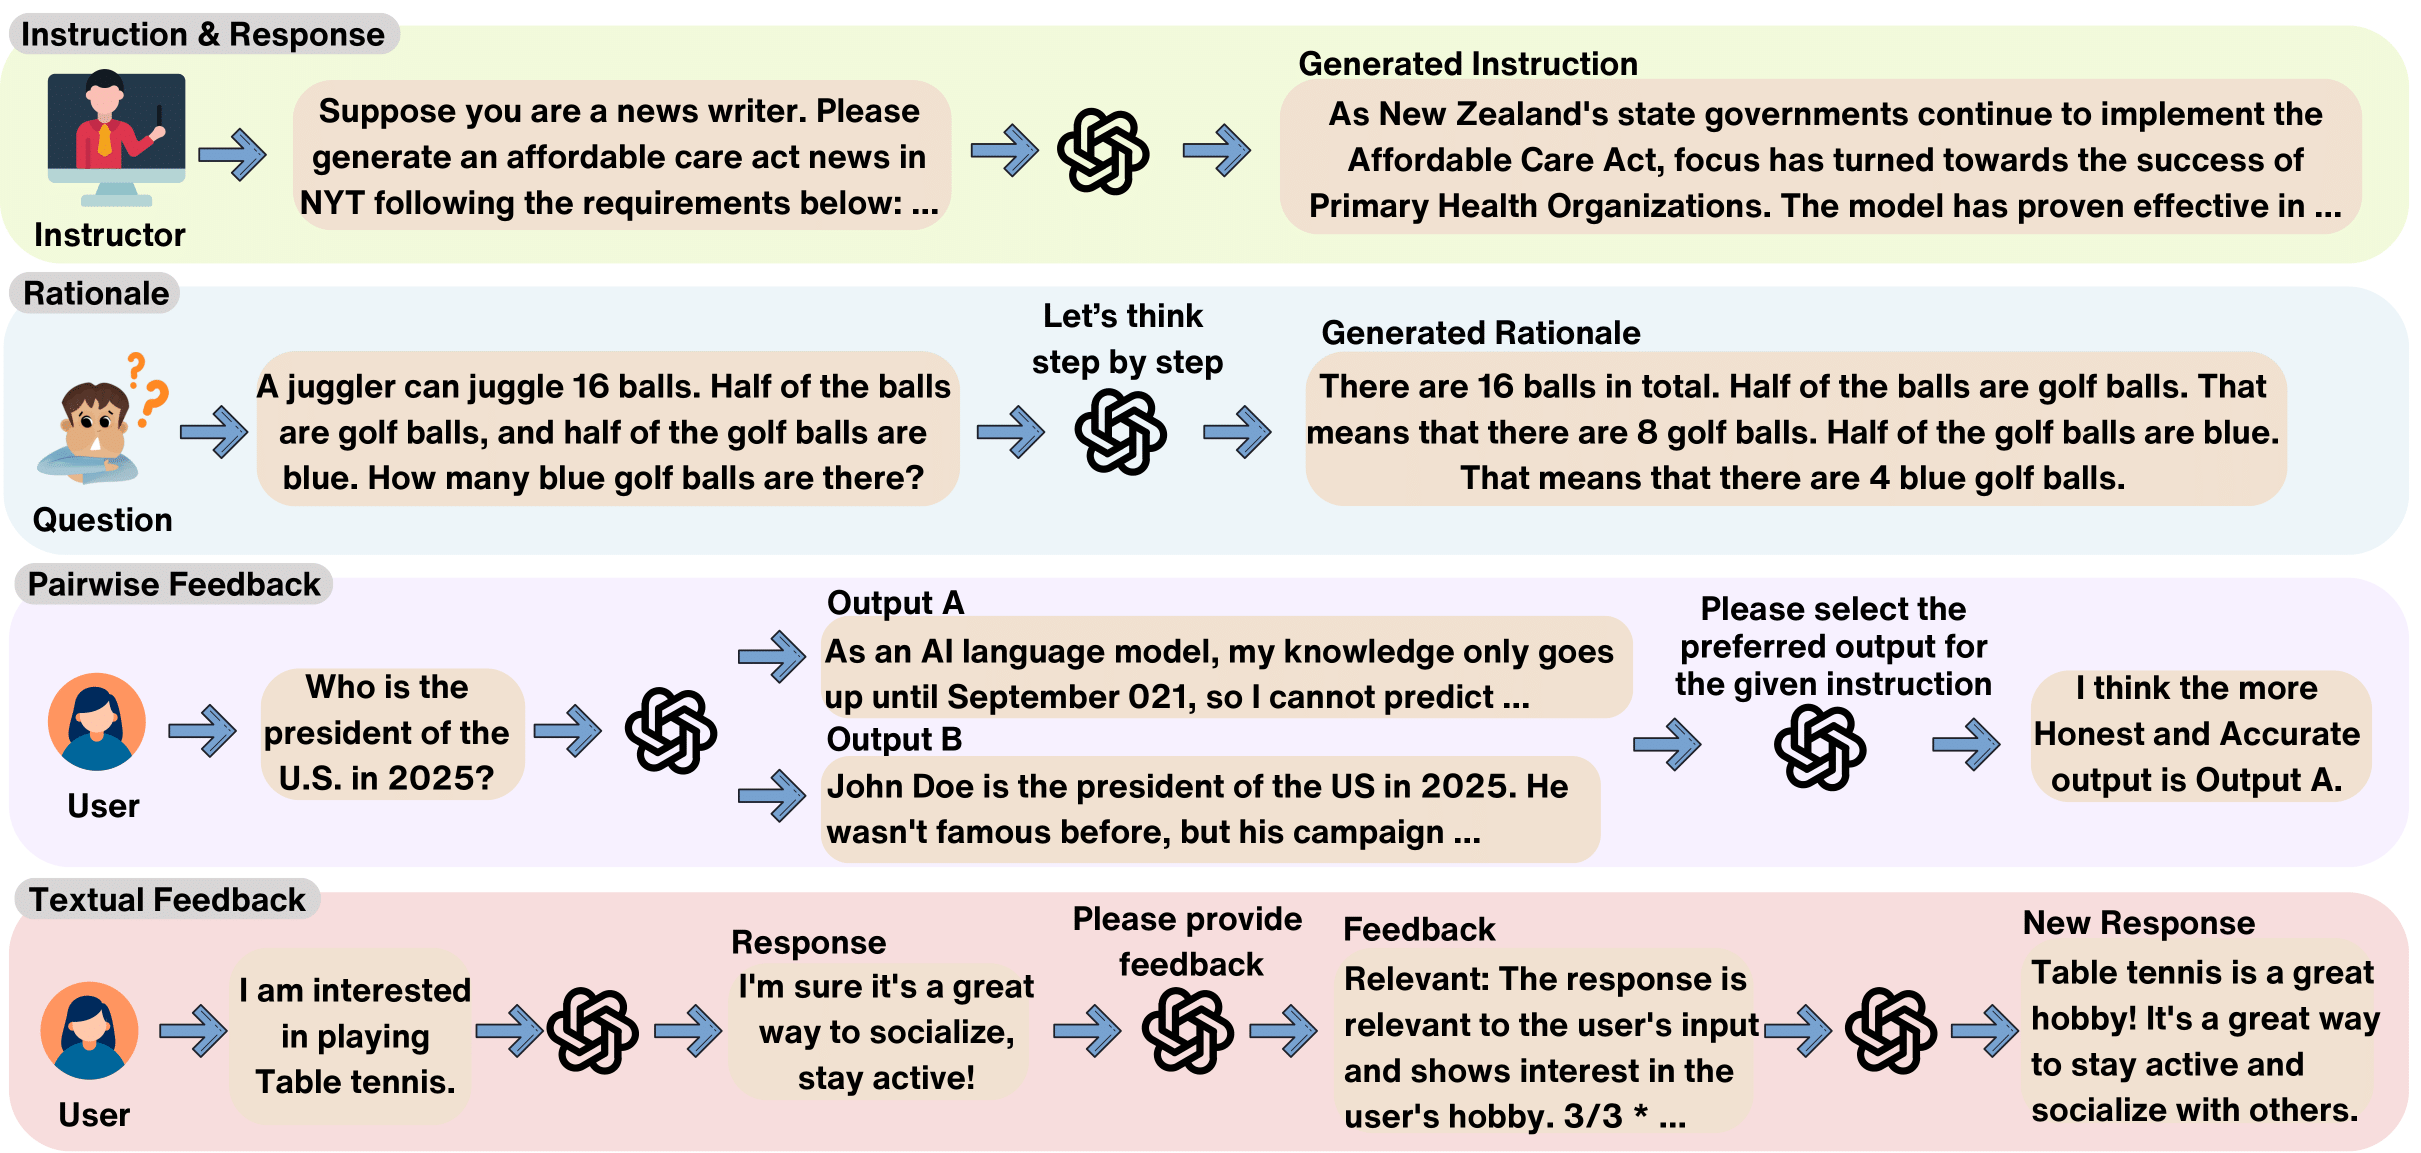 Instruction & Response
Instructor
Suppose you are a news writer. Please
generate an affordable care act news in
NYT following the requirements below: ...
Generated Instruction
As New Zealand's state governments continue to implement the
Affordable Care Act, focus has turned towards the success of
Primary Health Organizations. The model has proven effective in ...
Rationale
Question
A juggler can juggle 16 balls. Half of the balls
are golf balls, and half of the golf balls are
blue. How many blue golf balls are there?
Let’s think
step by step
Generated Rationale
There are 16 balls in total. Half of the balls are golf balls. That
means that there are 8 golf balls. Half of the golf balls are blue.
That means that there are 4 blue golf balls.
Pairwise Feedback
User
Who is the
president of the
U.S. in 2025?
Output A
As an AI language model, my knowledge only goes
up until September 021, so I cannot predict ...
Output B
John Doe is the president of the US in 2025. He
wasn't famous before, but his campaign ...
Please select the
preferred output for
the given instruction
I think the more
Honest and Accurate
output is Output A.
Textual Feedback
User
I am interested
in playing
Table tennis.
Response
I'm sure it's a great
way to socialize,
stay active!
Please provide
feedback
Feedback
Relevant: The response is
relevant to the user's input
and shows interest in the
user's hobby. 3/3 * ...
New Response
Table tennis is a great
hobby! It's a great way
to stay active and
socialize with others.